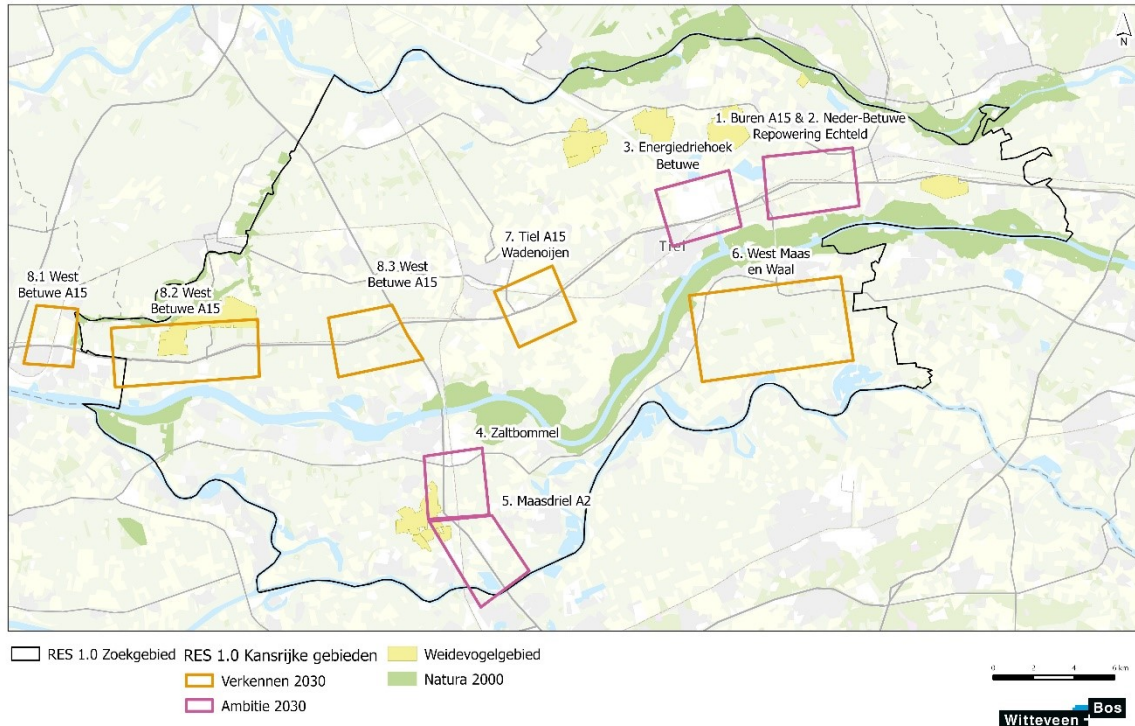 N
1. Buren A15 & 2. Neder-Betuwe
Repowering Echteld
3. Energiedriehoek
Betuwe
Tiel
7. Tiel A15
Wadenoijen
6. West Maas
en Waal
8.1 West
Betuwe A15
8.2 West
Betuwe A15
8.3 West
Betuwe A15
4. Zaltbommel
5. Maasdriel A2
RES 1.0 Zoekgebied
RES 1.0 Kansrijke gebieden
Verkennen 2030
Ambitie 2030
Weidevogelgebied
Natura 2000
0 2 4 6 km
Witteveen + Bos